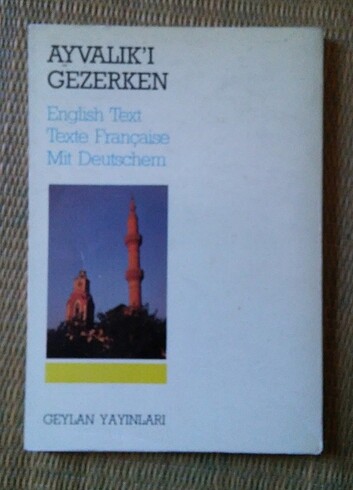 AYVALIK'I
GEZERKEN
English Text
Texte Française
Mit Deutschem
GEYLAN YAYINLARI